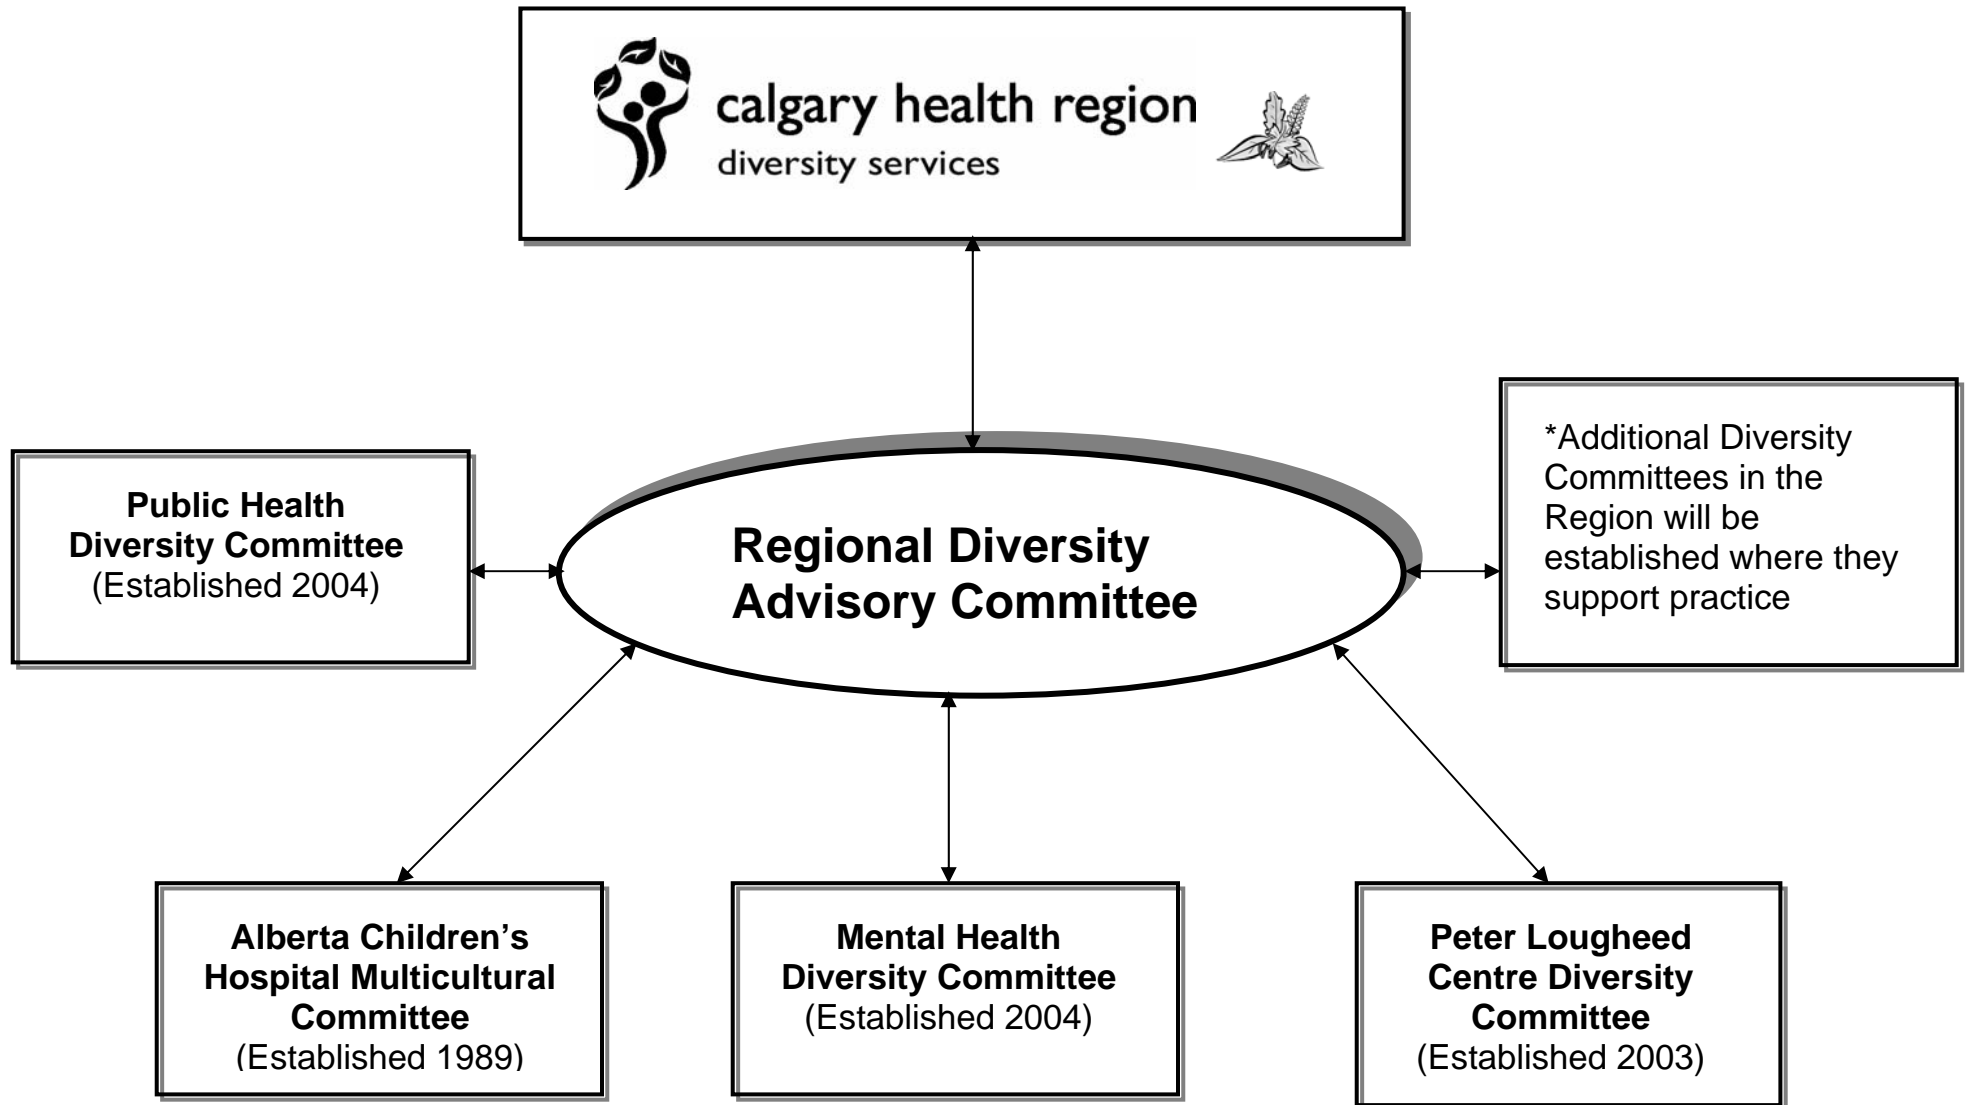 calgary health region
diversity services
Public Health
Diversity Committee
(Established 2004)
Regional Diversity
Advisory Committee
*Additional Diversity
Committees in the
Region will be
established where they
support practice
Alberta Children’s
Hospital Multicultural
Committee
(Established 1989)
Mental Health
Diversity Committee
(Established 2004)
Peter Lougheed
Centre Diversity
Committee
(Established 2003)